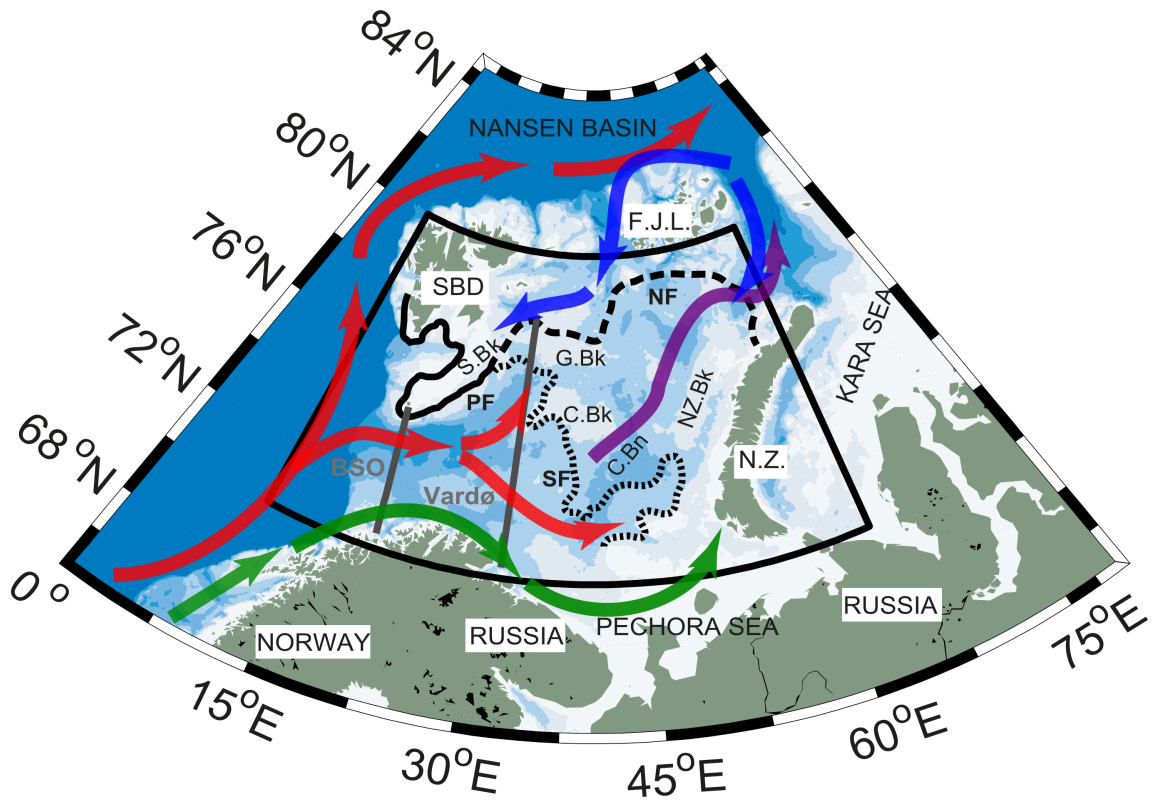 84°N
80°N
76°N
72°N
68°N
0°
15°E
30°E
45°E
60°E
75°E
NANSEN BASIN
F.J.L.
SBD
NF
S.Bk
G.Bk
PF
C.Bk
NZ.Bk
KARA SEA
BSO
Vardø
SF
C.Bn
N.Z.
NORWAY
RUSSIA
PECHORA SEA
RUSSIA